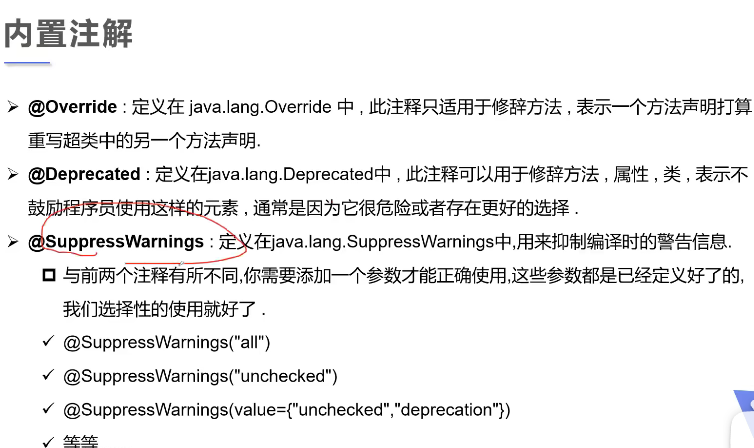 内置注解
➢ @Override : 定义在 java.lang.Override 中 , 此注释只适用于修辞方法 , 表示一个方法声明打算
重写超类中的另一个方法声明.
➢ @Deprecated : 定义在java.lang.Deprecated中 , 此注释可以用于修辞方法 , 属性 , 类 , 表示不
鼓励程序员使用这样的元素 , 通常是因为它很危险或者存在更好的选择 .
➢ @SuppressWarnings : 定义在java.lang.SuppressWarnings中,用来抑制编译时的警告信息.
与前两个注释有所不同,你需要添加一个参数才能正确使用,这些参数都是已经定义好了的,
我们选择性的使用就好了 .
✓ @SuppressWarnings("all")
✓ @SuppressWarnings("unchecked")
✓ @SuppressWarnings(value={"unchecked","deprecation"})
✓ 等等